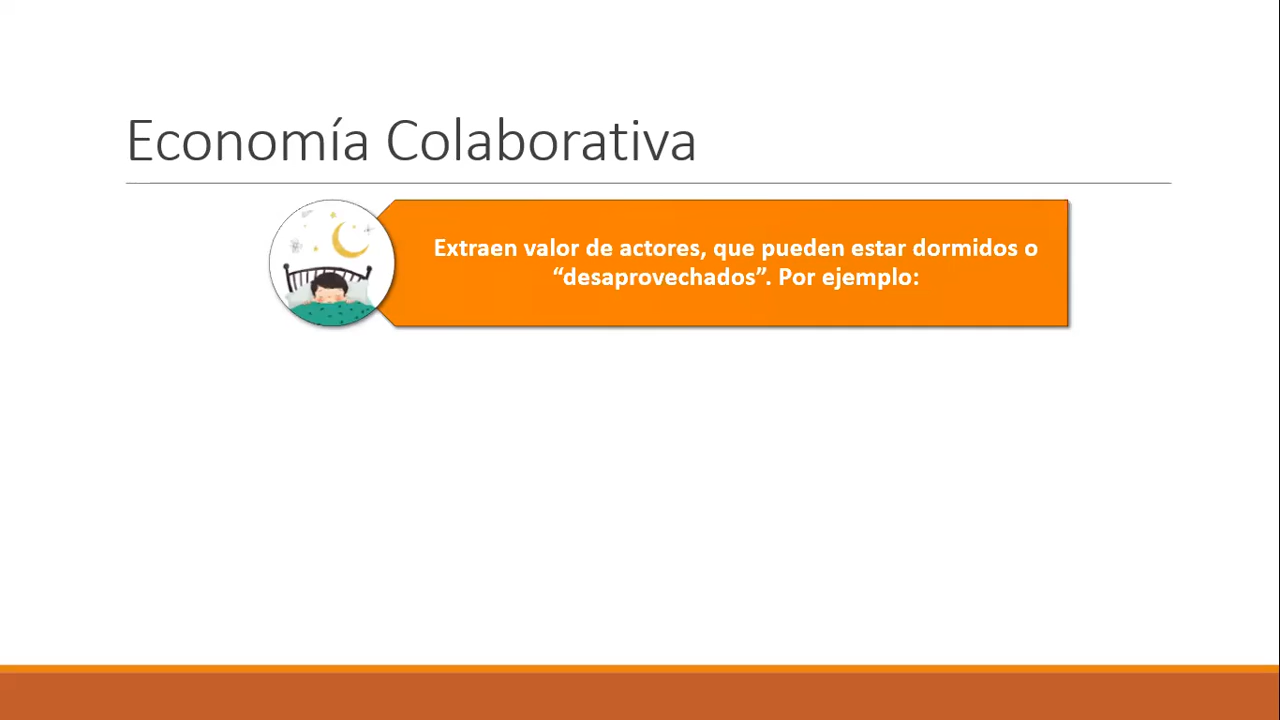 Economía Colaborativa
Extraen valor de actores, que pueden estar dormidos o
“desaprovechados”. Por ejemplo: